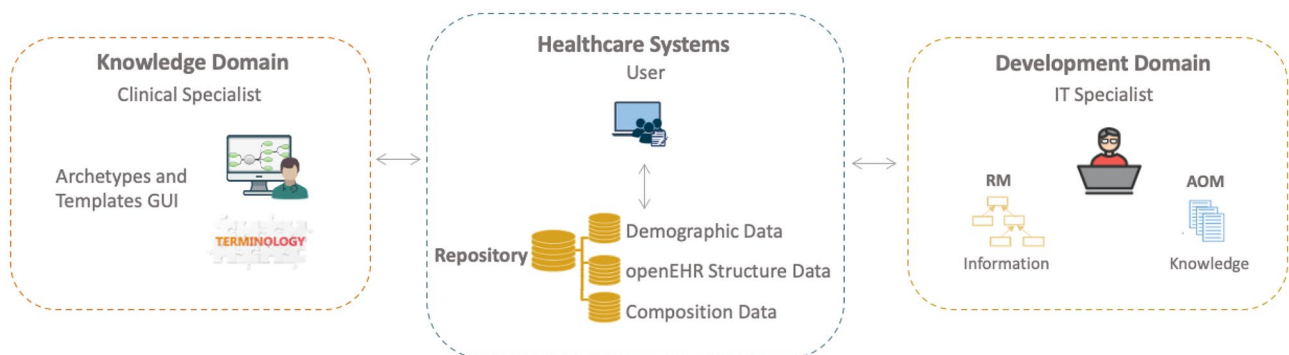 Knowledge Domain
Clinical Specialist
Archetypes and
Templates GUI
TERMINOLOGY
Healthcare Systems
User
Repository
Demographic Data
openEHR Structure Data
Composition Data
Development Domain
IT Specialist
RM
Information
AOM
Knowledge